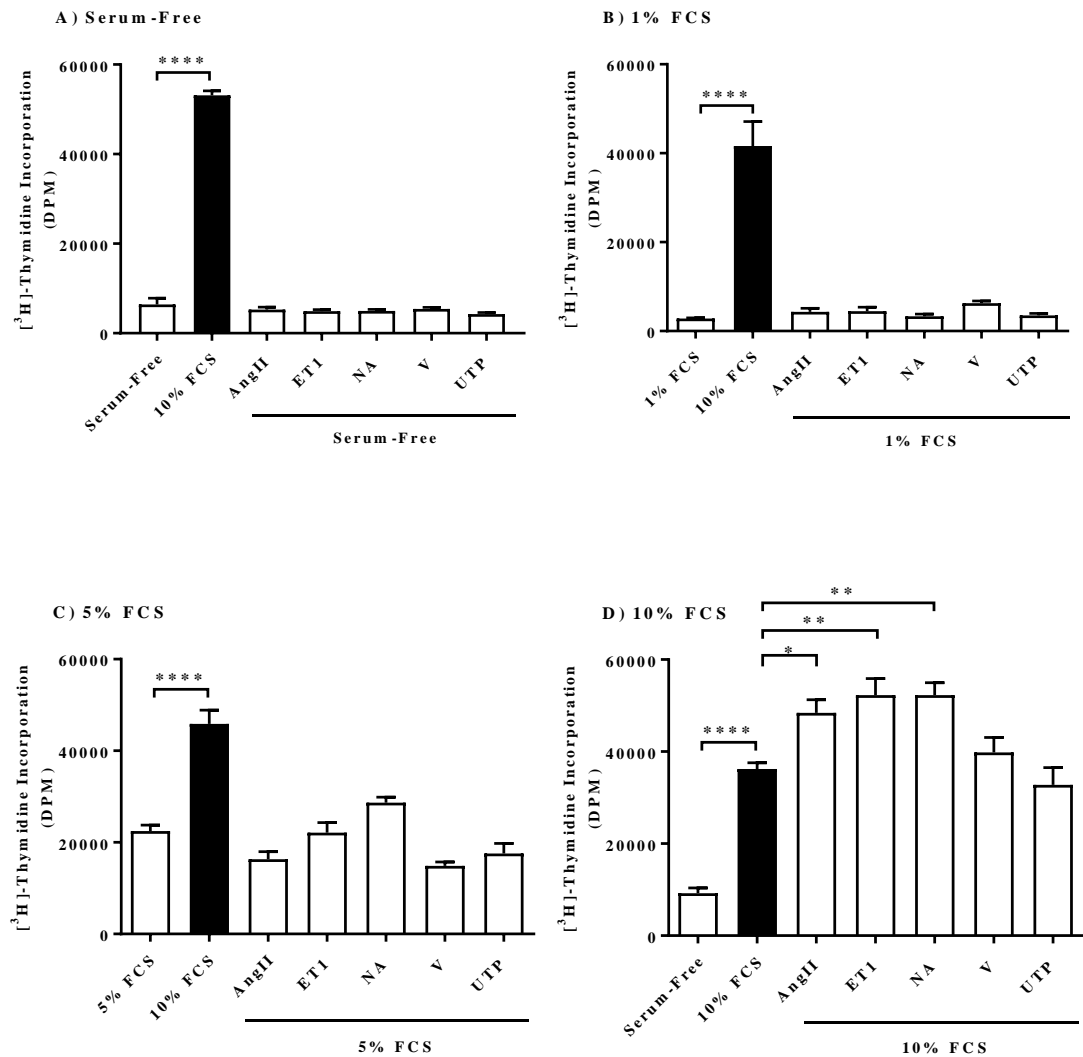 A) Serum-Free
[³H]-Thymidine Incorporation
(DPM)
60000
40000
20000
0
****
Serum-Free
10% FCS
AngII
ET1
NA
V
UTP
Serum-Free
B) 1% FCS
[³H]-Thymidine Incorporation
(DPM)
60000
40000
20000
0
****
1% FCS
10% FCS
AngII
ET1
NA
V
UTP
1% FCS
C) 5% FCS
[³H]-Thymidine Incorporation
(DPM)
60000
40000
20000
0
****
5% FCS
10% FCS
AngII
ET1
NA
V
UTP
5% FCS
D) 10% FCS
[³H]-Thymidine Incorporation
(DPM)
60000
40000
20000
0
**
**
*
****
Serum-Free
10% FCS
AngII
ET1
NA
V
UTP
10% FCS